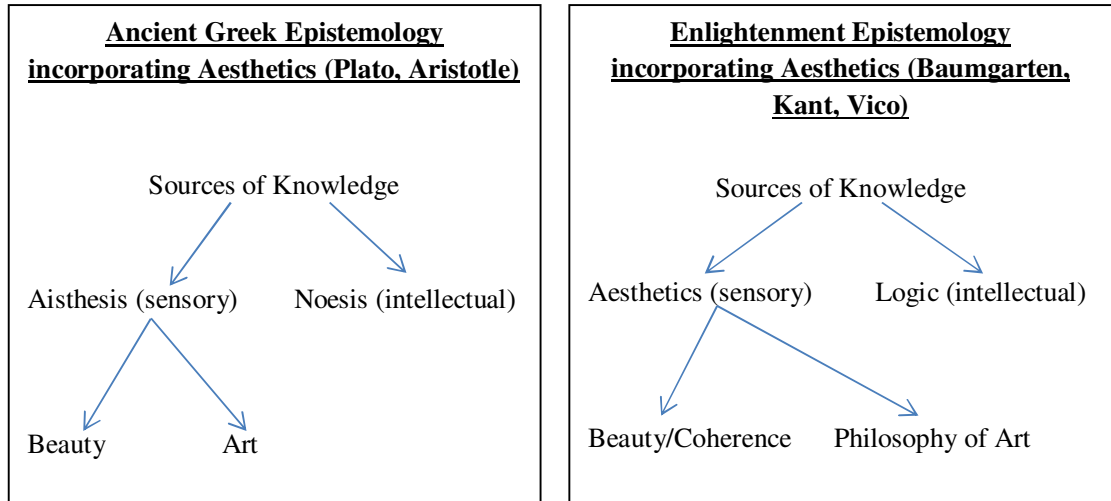 Ancient Greek Epistemology
incorporating Aesthetics (Plato, Aristotle)
Sources of Knowledge
Aisthesis (sensory)
Noesis (intellectual)
Beauty
Art
Enlightenment Epistemology
incorporating Aesthetics (Baumgarten,
Kant, Vico)
Sources of Knowledge
Aesthetics (sensory)
Logic (intellectual)
Beauty/Coherence
Philosophy of Art